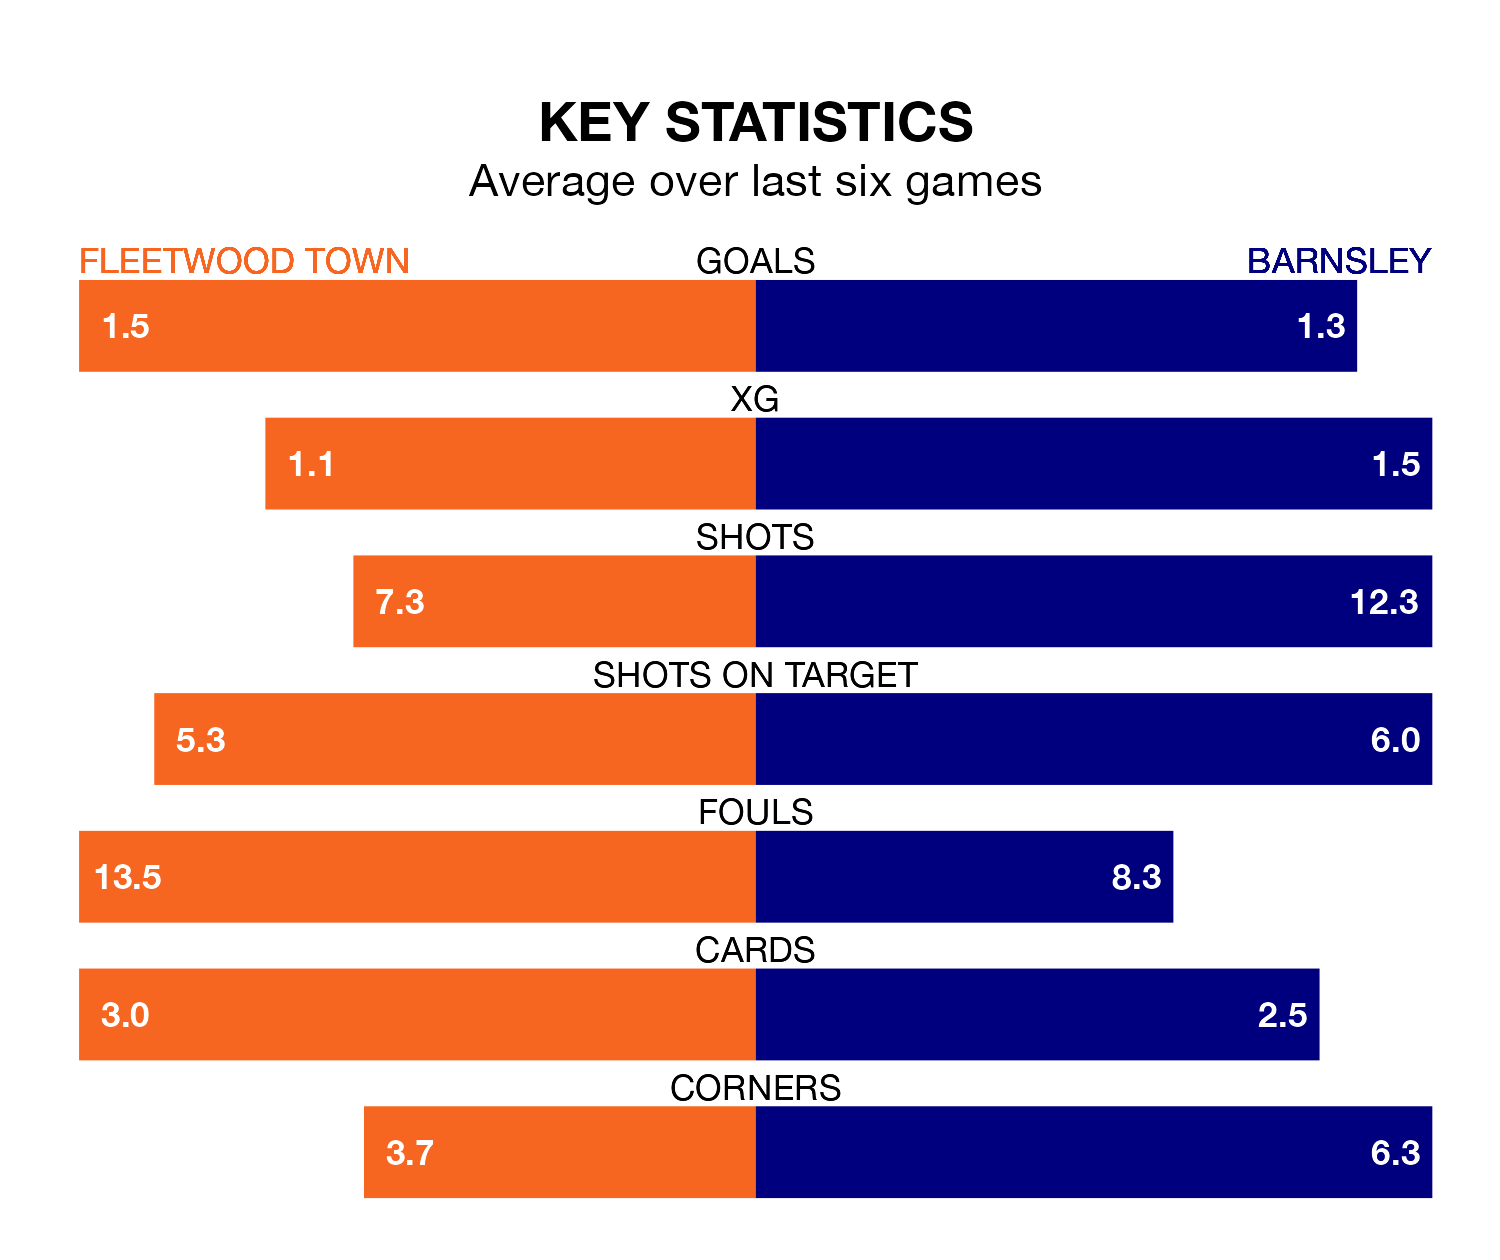 KEY STATISTICS
Average over last six games
FLEETWOOD TOWN GOALS BARNSLEY
1.5 1.3
XG
1.1 1.5
SHOTS
7.3 12.3
SHOTS ON TARGET
5.3 6.0
FOULS
13.5 8.3
CARDS
3.0 2.5
CORNERS
3.7 6.3